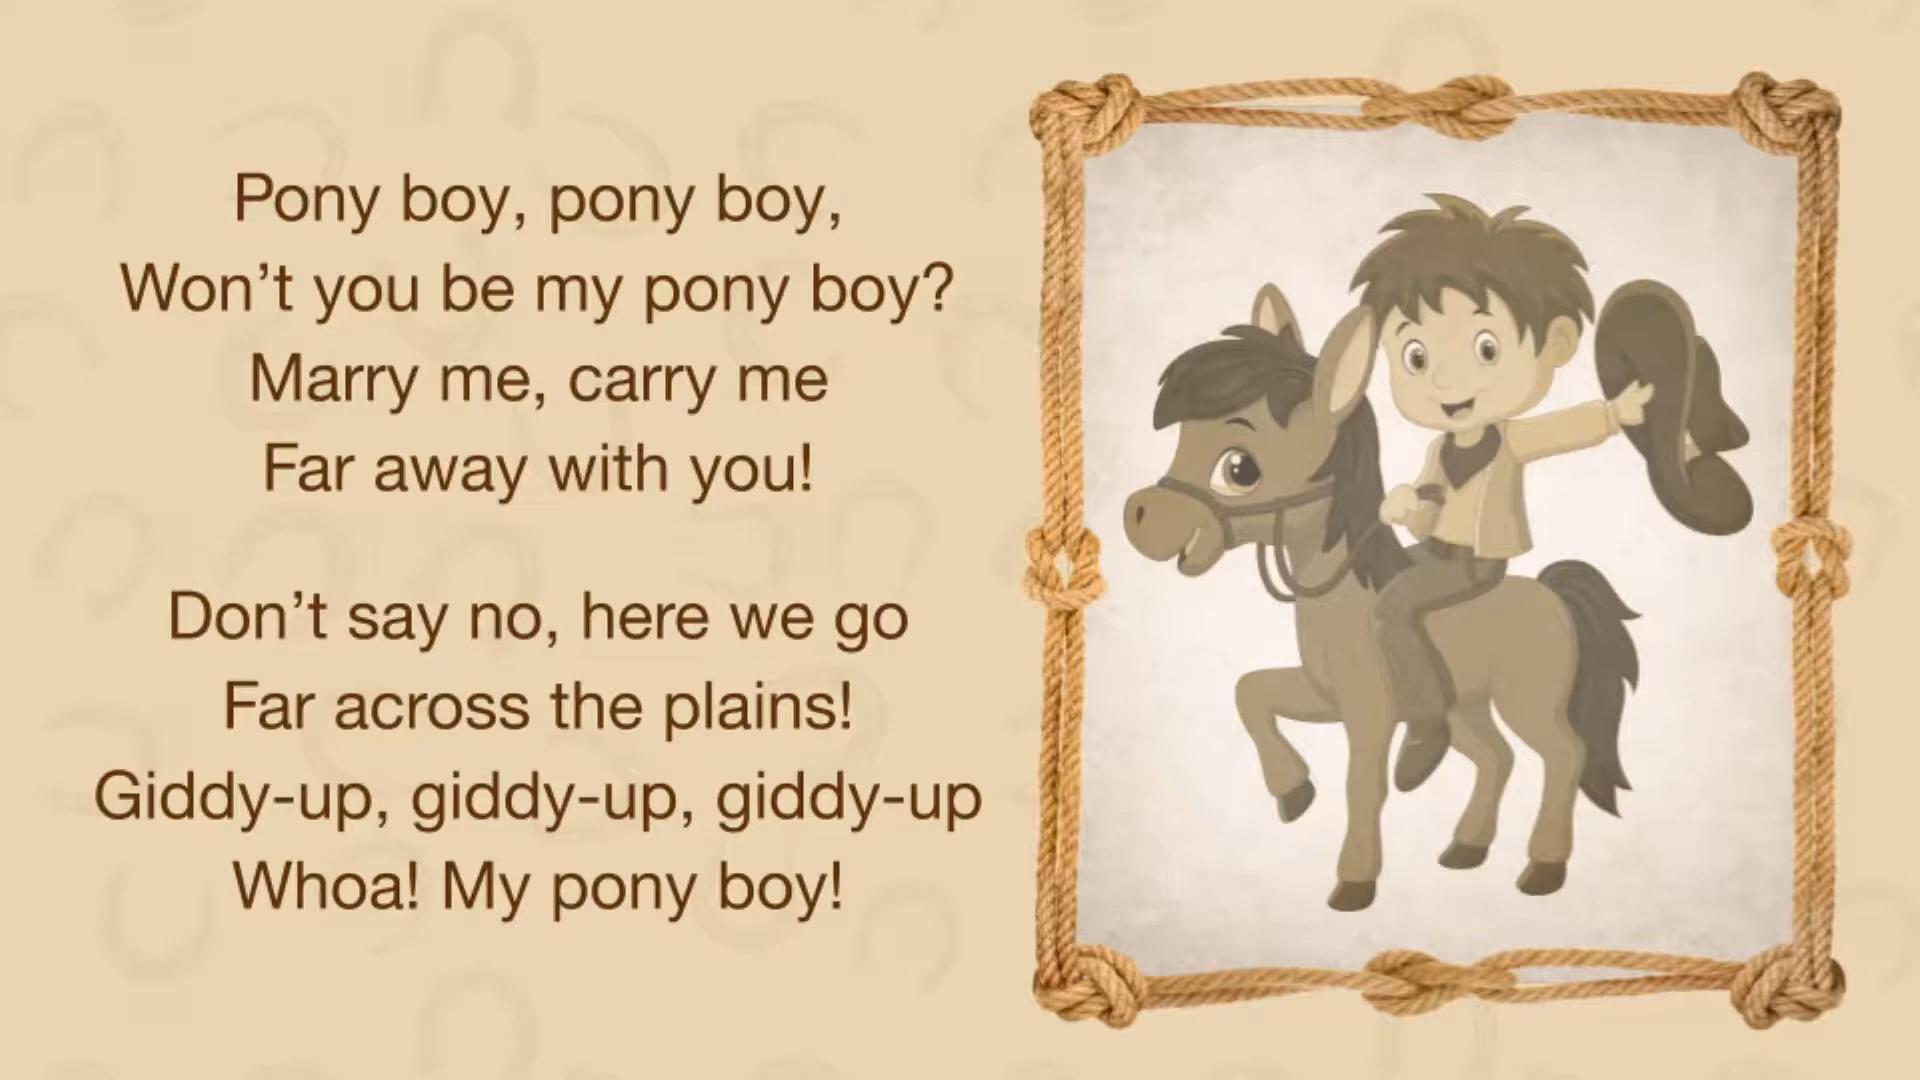 Pony boy, pony boy,
Won’t you be my pony boy?
Marry me, carry me
Far away with you!
Don’t say no, here we go
Far across the plains!
Giddy-up, giddy-up, giddy-up
Whoa! My pony boy!